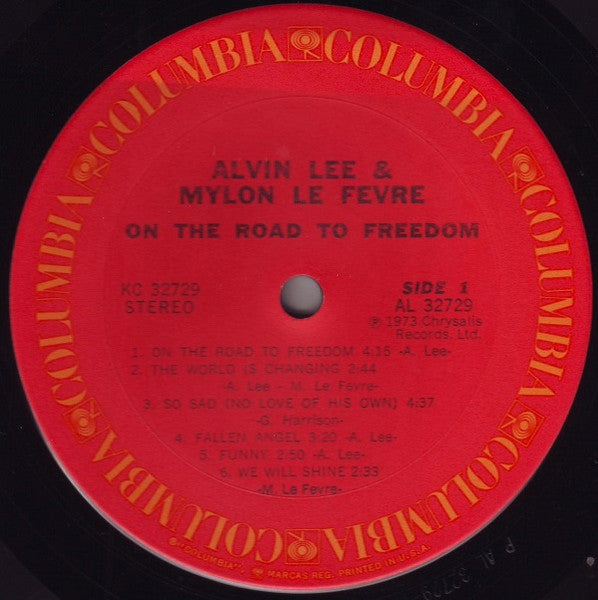 COLUMBIA COLUMBIA COLUMBIA COLUMBIA COLUMBIA COLUMBIA
ALVIN LEE &
MYLON LE FEVRE
ON THE ROAD TO FREEDOM
KC 32729
STEREO
SIDE 1
AL 32729
℗ 1973 Chrysalis
Records, Ltd.
1. ON THE ROAD TO FREEDOM 4:15 -A. Lee-
2. THE WORLD IS CHANGING 2:44
-A. Lee - M. Le Fevre-
3. SO SAD (NO LOVE OF HIS OWN) 4:37
-G. Harrison-
4. FALLEN ANGEL 3:20 -A. Lee-
5. FUNNY 2:50 -A. Lee-
6. WE WILL SHINE 2:33
-M. Le Fevre-
"COLUMBIA", MARCAS REG. PRINTED IN U.S.A.
P AL 32729